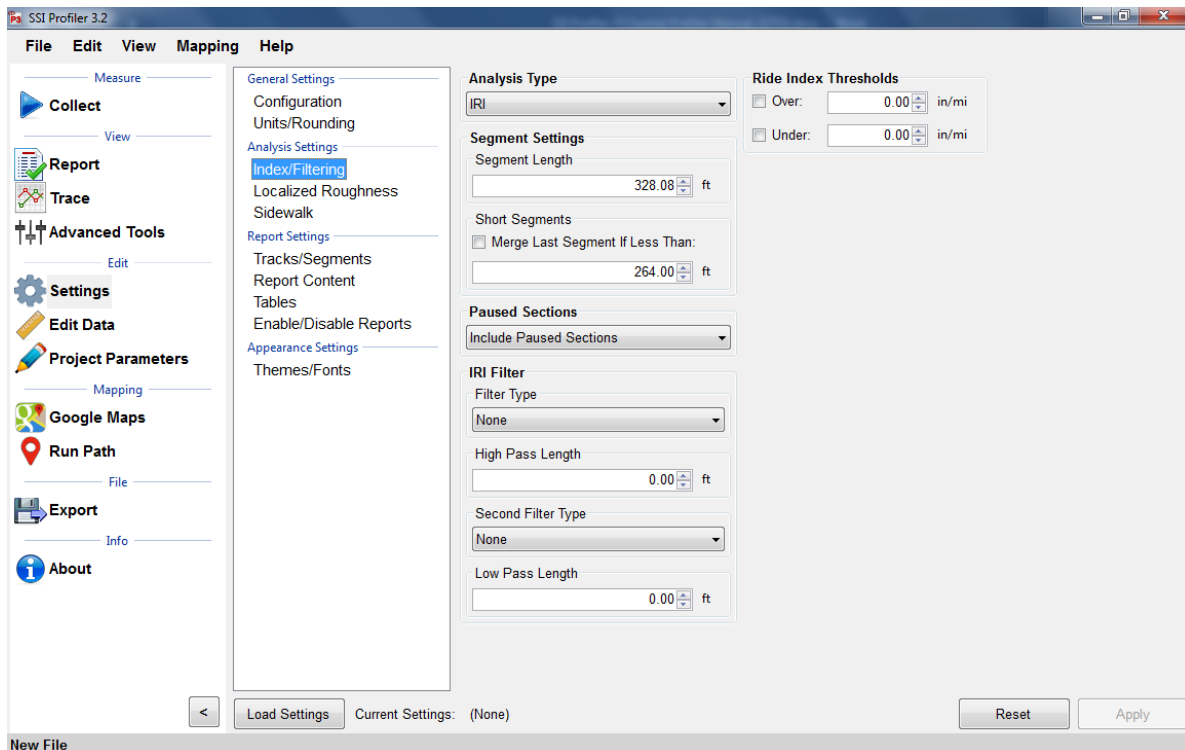 SSI Profiler 3.2
File Edit View Mapping Help
Measure
Collect
View
Report
Trace
Advanced Tools
Edit
Settings
Edit Data
Project Parameters
Mapping
Google Maps
Run Path
File
Export
Info
About
<
General Settings
Configuration
Units/Rounding
Analysis Settings
Index/Filtering
Localized Roughness
Sidewalk
Report Settings
Tracks/Segments
Report Content
Tables
Enable/Disable Reports
Appearance Settings
Themes/Fonts
Analysis Type
IRI
Segment Settings
Segment Length
328.08 ft
Short Segments
Merge Last Segment If Less Than:
264.00 ft
Paused Sections
Include Paused Sections
IRI Filter
Filter Type
None
High Pass Length
0.00 ft
Second Filter Type
None
Low Pass Length
0.00 ft
Ride Index Thresholds
Over: 0.00 in/mi
Under: 0.00 in/mi
Load Settings Current Settings: (None)
Reset Apply
New File